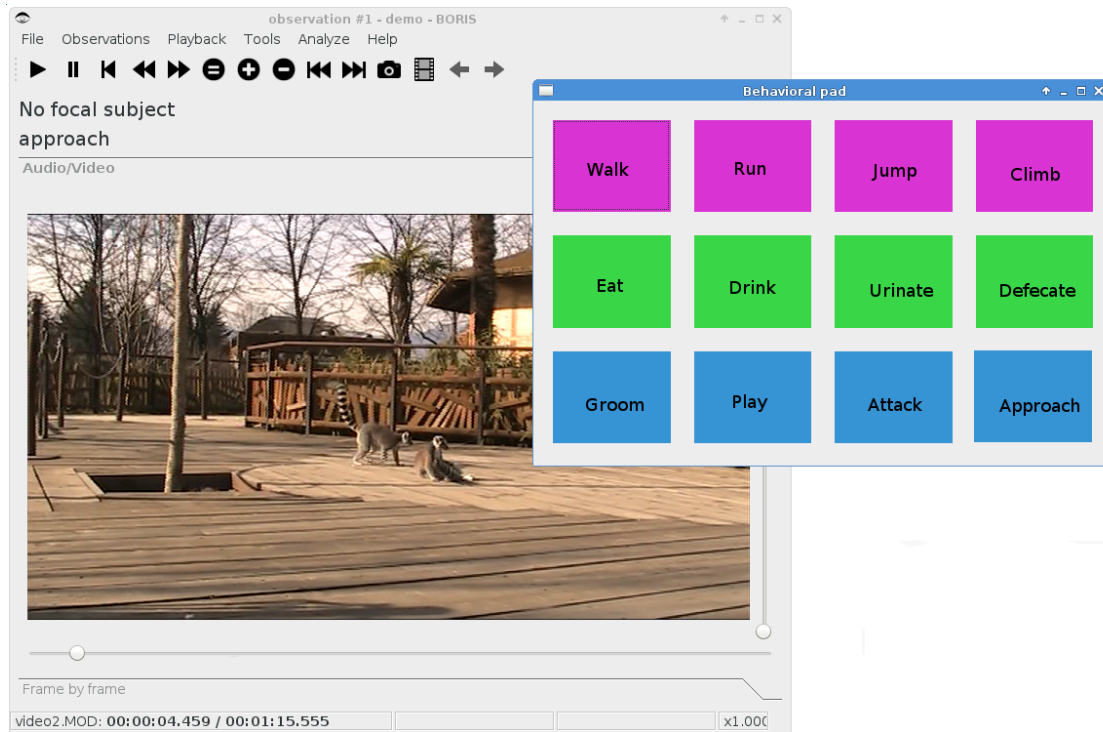 observation #1 - demo - BORIS
File Observations Playback Tools Analyze Help
No focal subject
approach
Audio/Video
Behavioral pad
Walk Run Jump Climb
Eat Drink Urinate Defecate
Groom Play Attack Approach
Frame by frame
video2.MOD: 00:00:04.459 / 00:01:15.555